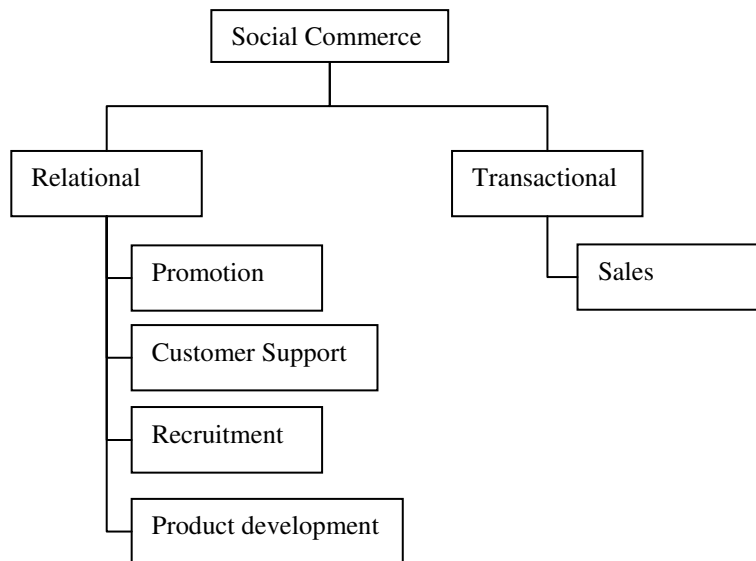 Social Commerce
Relational
Transactional
Promotion
Sales
Customer Support
Recruitment
Product development